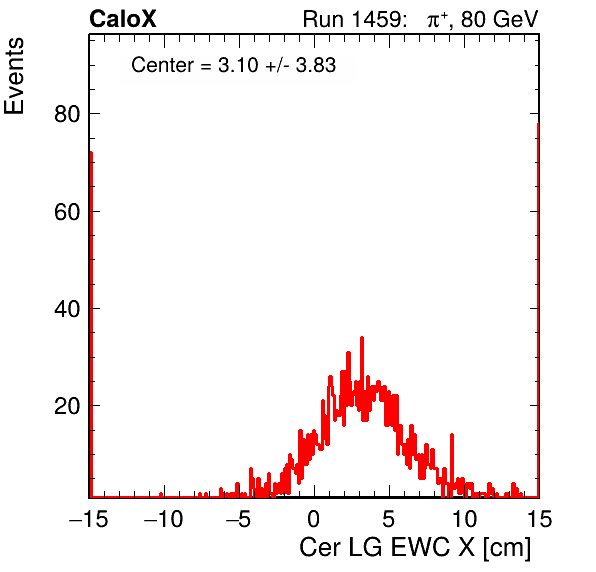 CaloX Run 1459: π⁺, 80 GeV
Center = 3.10 +/- 3.83
Events
80
60
40
20
−15 −10 −5 0 5 10 15
Cer LG EWC X [cm]